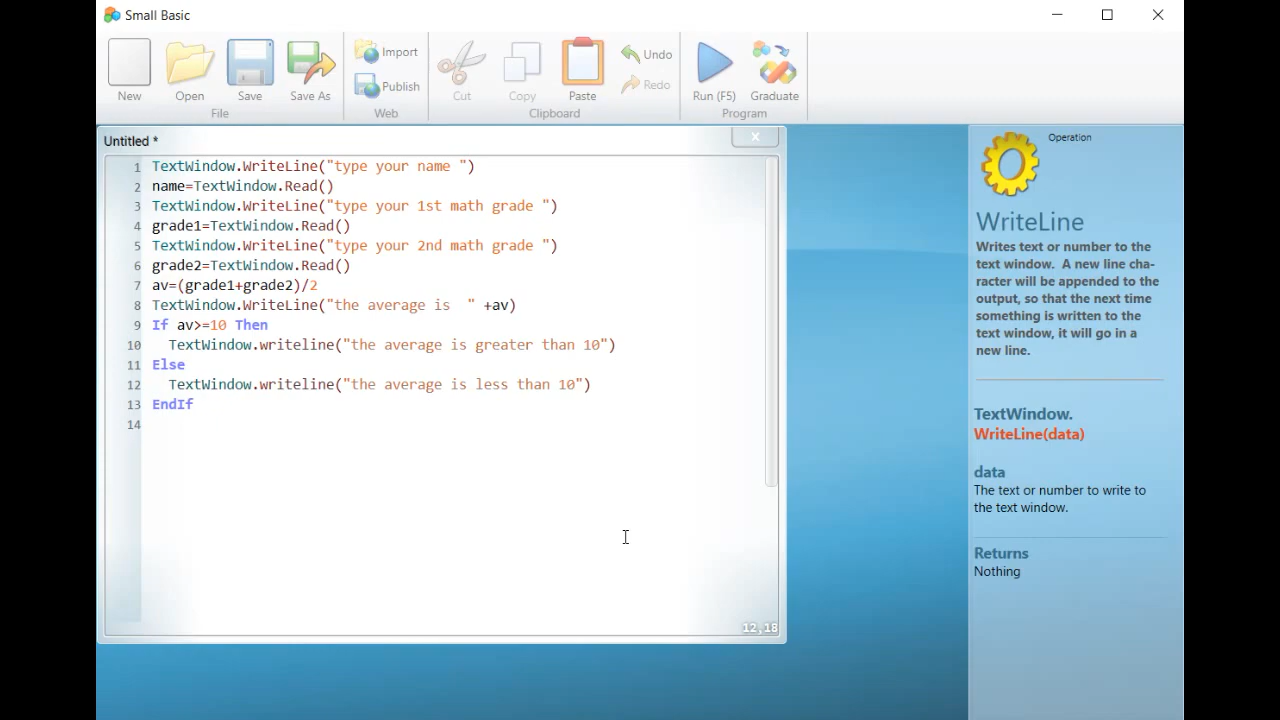 Small Basic
New
Open
Save
Save As
File
Import
Publish
Web
Cut
Copy
Paste
Undo
Redo
Clipboard
Run (F5)
Graduate
Program
Untitled *
1 TextWindow.WriteLine("type your name ")
2 name=TextWindow.Read()
3 TextWindow.WriteLine("type your 1st math grade ")
4 grade1=TextWindow.Read()
5 TextWindow.WriteLine("type your 2nd math grade ")
6 grade2=TextWindow.Read()
7 av=(grade1+grade2)/2
8 TextWindow.WriteLine("the average is  " +av)
9 If av>=10 Then
10   TextWindow.writeline("the average is greater than 10")
11 Else
12   TextWindow.writeline("the average is less than 10")
13 EndIf
14
12,18
Operation
WriteLine
Writes text or number to the
text window.  A new line cha-
racter will be appended to the
output, so that the next time
something is written to the
text window, it will go in a
new line.
TextWindow.
WriteLine(data)
data
The text or number to write to
the text window.
Returns
Nothing